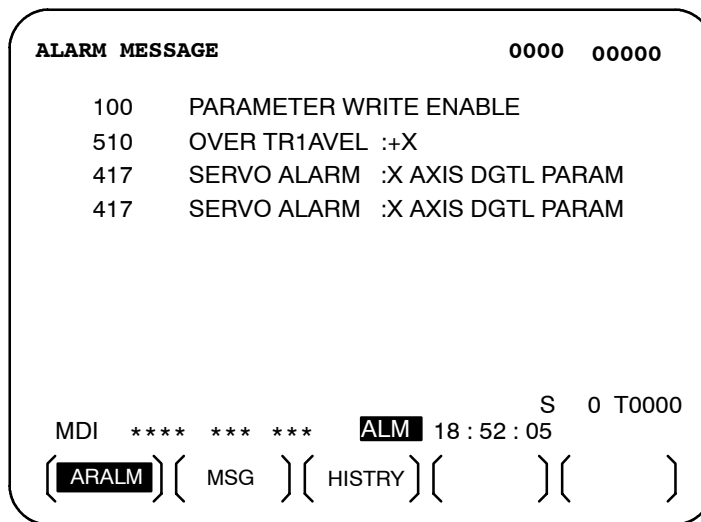 ALARM MESSAGE 0000 00000
100 PARAMETER WRITE ENABLE
510 OVER TR1AVEL :+X
417 SERVO ALARM :X AXIS DGTL PARAM
417 SERVO ALARM :X AXIS DGTL PARAM
S 0 T0000
MDI **** *** *** ALM 18 : 52 : 05
ARALM MSG HISTRY